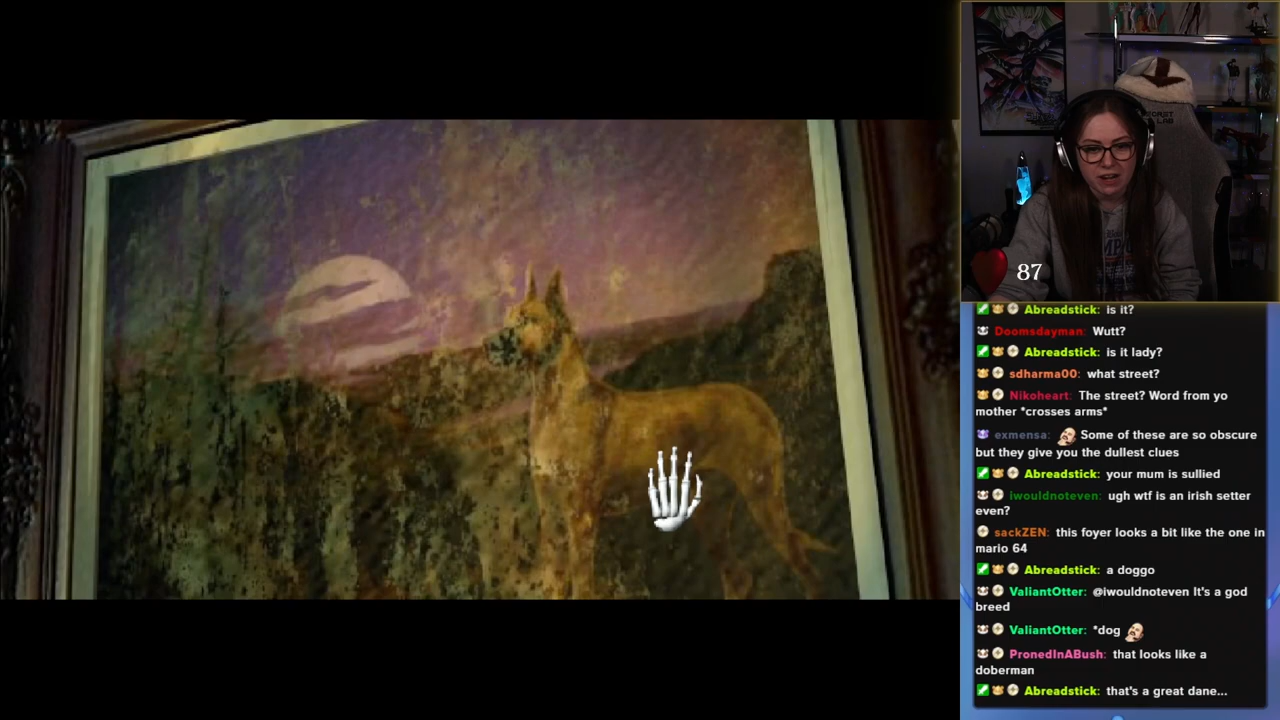 SECRET
LAB
87
Abreadstick: is it?
Doomsdayman: Wutt?
Abreadstick: is it lady?
sdharma00: what street?
Nikoheart: The street? Word from yo
mother *crosses arms*
exmensa: Some of these are so obscure
but they give you the dullest clues
Abreadstick: your mum is sullied
iwouldnoteven: ugh wtf is an irish setter
even?
sackZEN: this foyer looks a bit like the one in
mario 64
Abreadstick: a doggo
ValiantOtter: @iwouldnoteven It's a god
breed
ValiantOtter: *dog
PronedInABush: that looks like a
doberman
Abreadstick: that's a great dane...